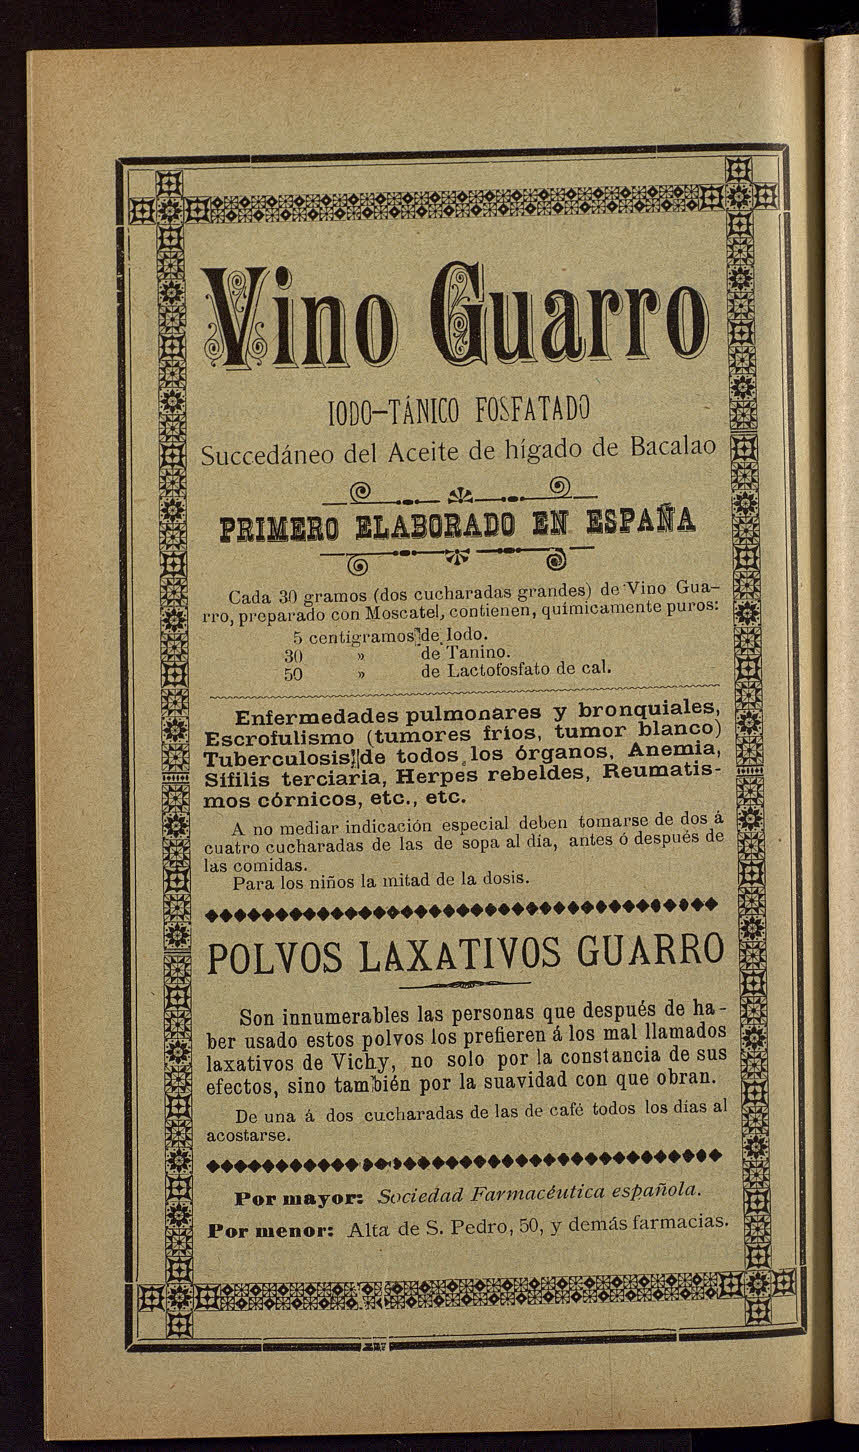 Vino Guarro
IODO-TÁNICO FOSFATADO
Succedáneo del Aceite de hígado de Bacalao
PRIMERO ELABORADO EN ESPAÑA
Cada 30 gramos (dos cucharadas grandes) de Vino Gua-
rro, preparado con Moscatel, contienen, químicamente puros:
5 centigramos de Iodo.
30 » de Tanino.
50 » de Lactofosfato de cal.
Enfermedades pulmonares y bronquiales,
Escrofulismo (tumores fríos, tumor blanco)
Tuberculosis de todos los órganos, Anemia,
Sífilis terciaria, Herpes rebeldes, Reumatis-
mos córnicos, etc., etc.
A no mediar indicación especial deben tomarse de dos á
cuatro cucharadas de las de sopa al día, antes ó después de
las comidas.
Para los niños la mitad de la dosis.
POLVOS LAXATIVOS GUARRO
Son innumerables las personas que después de ha-
ber usado estos polvos los prefieren á los mal llamados
laxativos de Vichy, no solo por la constancia de sus
efectos, sino también por la suavidad con que obran.
De una á dos cucharadas de las de café todos los días al
acostarse.
Por mayor: Sociedad Farmacéutica española.
Por menor: Alta de S. Pedro, 50, y demás farmacias.